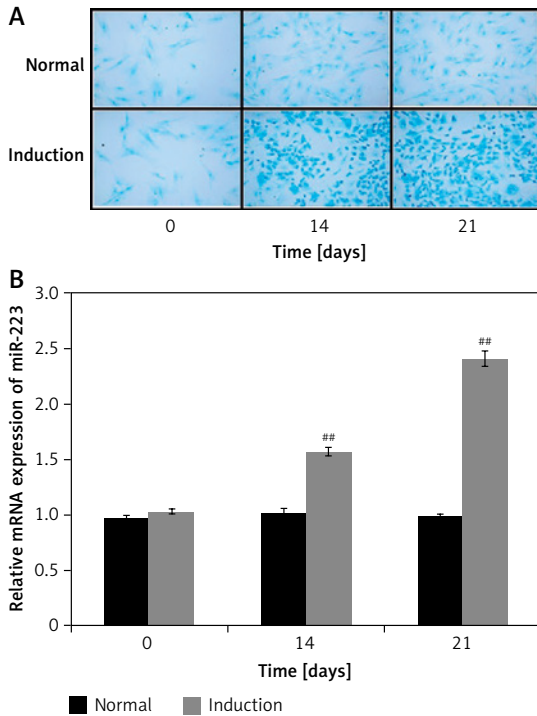 A
Normal
Induction
0 14 21
Time [days]
B
Relative mRNA expression of miR-223
3.0
2.5
2.0
1.5
1.0
0.5
0
##
##
0 14 21
Time [days]
Normal Induction